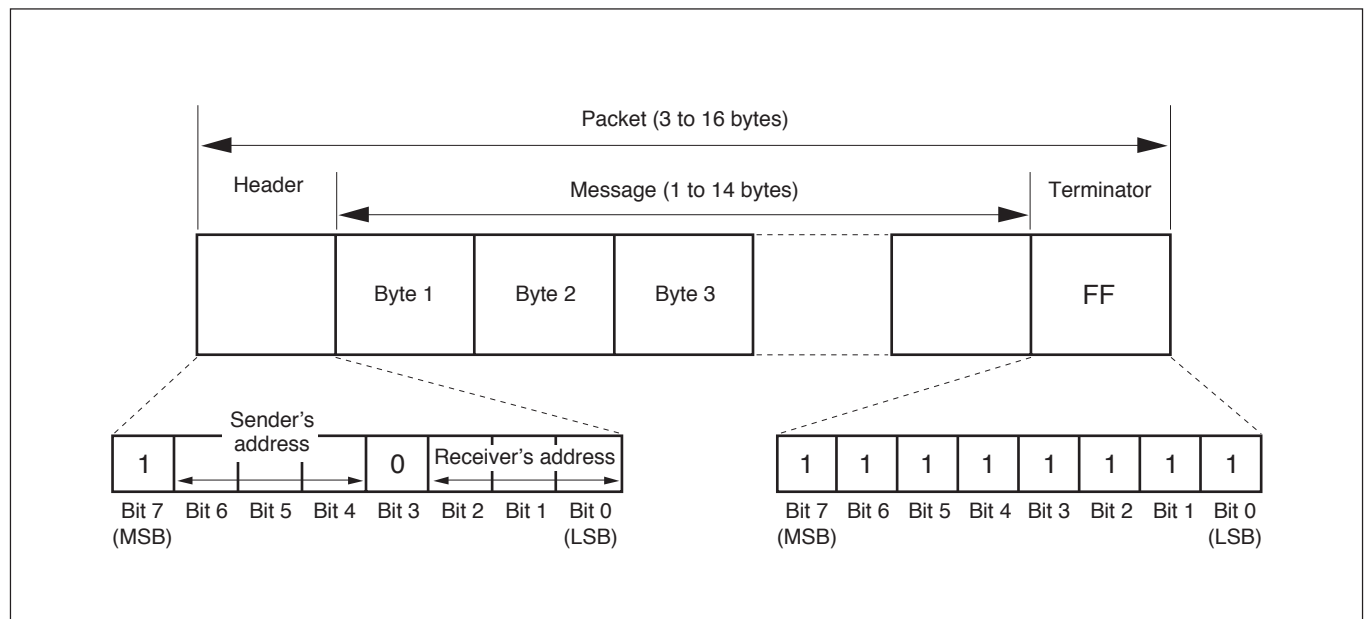 Packet (3 to 16 bytes)
Header
Message (1 to 14 bytes)
Terminator
Byte 1
Byte 2
Byte 3
FF
Sender's
address
1
0
Receiver's address
Bit 7 Bit 6 Bit 5 Bit 4 Bit 3 Bit 2 Bit 1 Bit 0
(MSB) (LSB)
1 1 1 1 1 1 1 1
Bit 7 Bit 6 Bit 5 Bit 4 Bit 3 Bit 2 Bit 1 Bit 0
(MSB) (LSB)